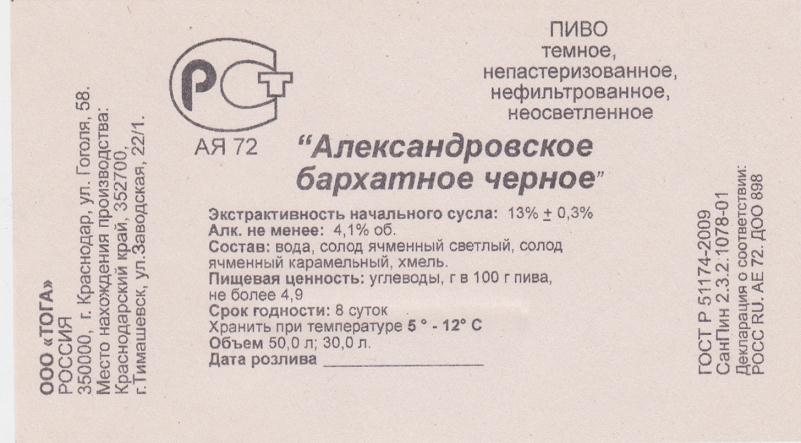 ООО «ТОГА»
РОССИЯ
350000, г. Краснодар, ул. Гоголя, 58.
Место нахождения производства:
Краснодарский край, 352700,
г.Тимашевск, ул.Заводская, 22/1.
РСТ
АЯ 72
ПИВО
темное,
непастеризованное,
нефильтрованное,
неосветленное
“Александровское
бархатное черное”
Экстрактивность начального сусла: 13% ± 0,3%
Алк. не менее: 4,1% об.
Состав: вода, солод ячменный светлый, солод
ячменный карамельный, хмель.
Пищевая ценность: углеводы, г в 100 г пива,
не более 4,9
Срок годности: 8 суток
Хранить при температуре 5 ° - 12° С
Объем 50,0 л; 30,0 л.
Дата розлива
ГОСТ Р 51174-2009
СанПин 2.3.2.1078-01
Декларация о соответствии:
РОСС RU. АЕ 72. ДОО 898